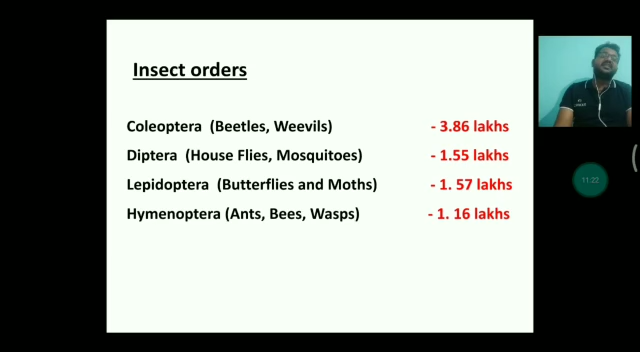 Insect orders
Coleoptera (Beetles, Weevils) - 3.86 lakhs
Diptera (House Flies, Mosquitoes) - 1.55 lakhs
Lepidoptera (Butterflies and Moths) - 1. 57 lakhs
Hymenoptera (Ants, Bees, Wasps) - 1. 16 lakhs
11:22